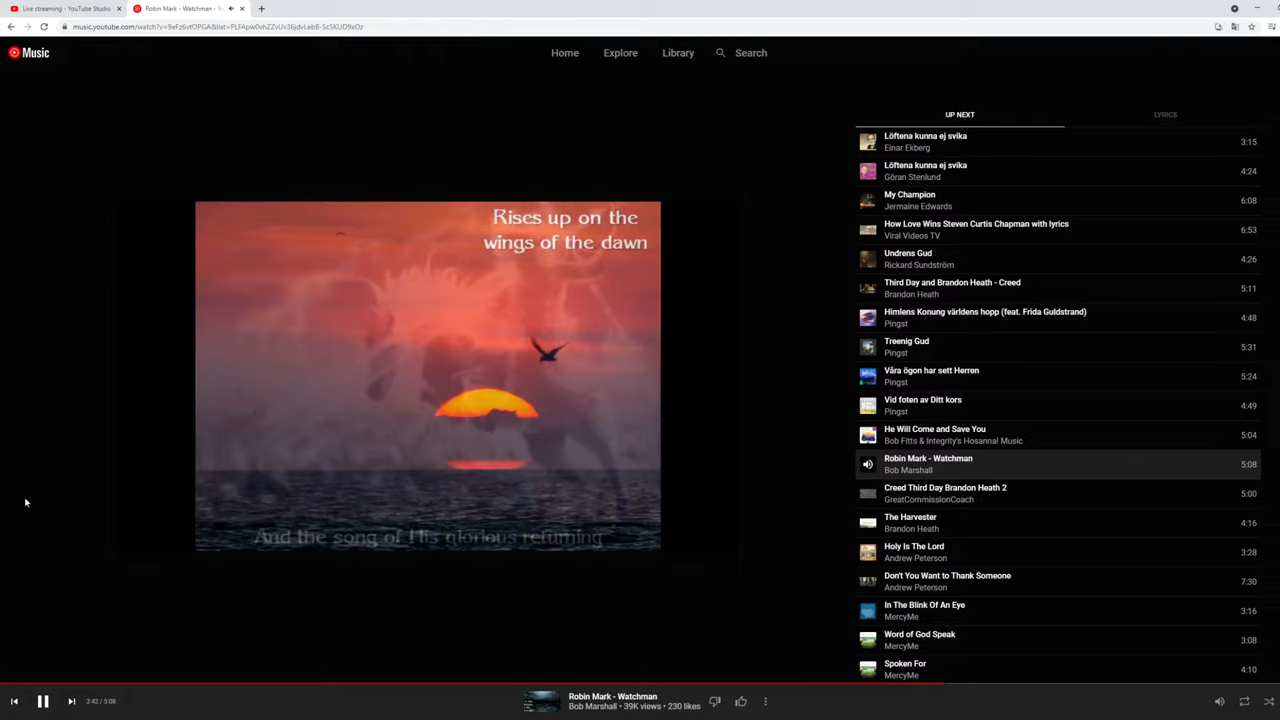 Live streaming - YouTube Studio
Robin Mark - Watchman -
music.youtube.com/watch?v=9eFz6vtOPGA&list=PLFApw0vhZZvUv36jdvLebB-ScSKUD9xOz
Music
Home
Explore
Library
Search
Rises up on the
wings of the dawn
And the song of His glorious returning
UP NEXT
LYRICS
Löftena kunna ej svika
Einar Ekberg
3:15
Löftena kunna ej svika
Göran Stenlund
4:24
My Champion
Jermaine Edwards
6:08
How Love Wins Steven Curtis Chapman with lyrics
Viral Videos TV
6:53
Undrens Gud
Rickard Sundström
4:26
Third Day and Brandon Heath - Creed
Brandon Heath
5:11
Himlens Konung världens hopp (feat. Frida Guldstrand)
Pingst
4:48
Treenig Gud
Pingst
5:31
Våra ögon har sett Herren
Pingst
5:24
Vid foten av Ditt kors
Pingst
4:49
He Will Come and Save You
Bob Fitts & Integrity's Hosanna! Music
5:04
Robin Mark - Watchman
Bob Marshall
5:08
Creed Third Day Brandon Heath 2
GreatCommissionCoach
5:00
The Harvester
Brandon Heath
4:16
Holy Is The Lord
Andrew Peterson
3:28
Don't You Want to Thank Someone
Andrew Peterson
7:30
In The Blink Of An Eye
MercyMe
3:16
Word of God Speak
MercyMe
3:08
Spoken For
MercyMe
4:10
3:42 / 5:08
Robin Mark - Watchman
Bob Marshall • 39K views • 230 likes